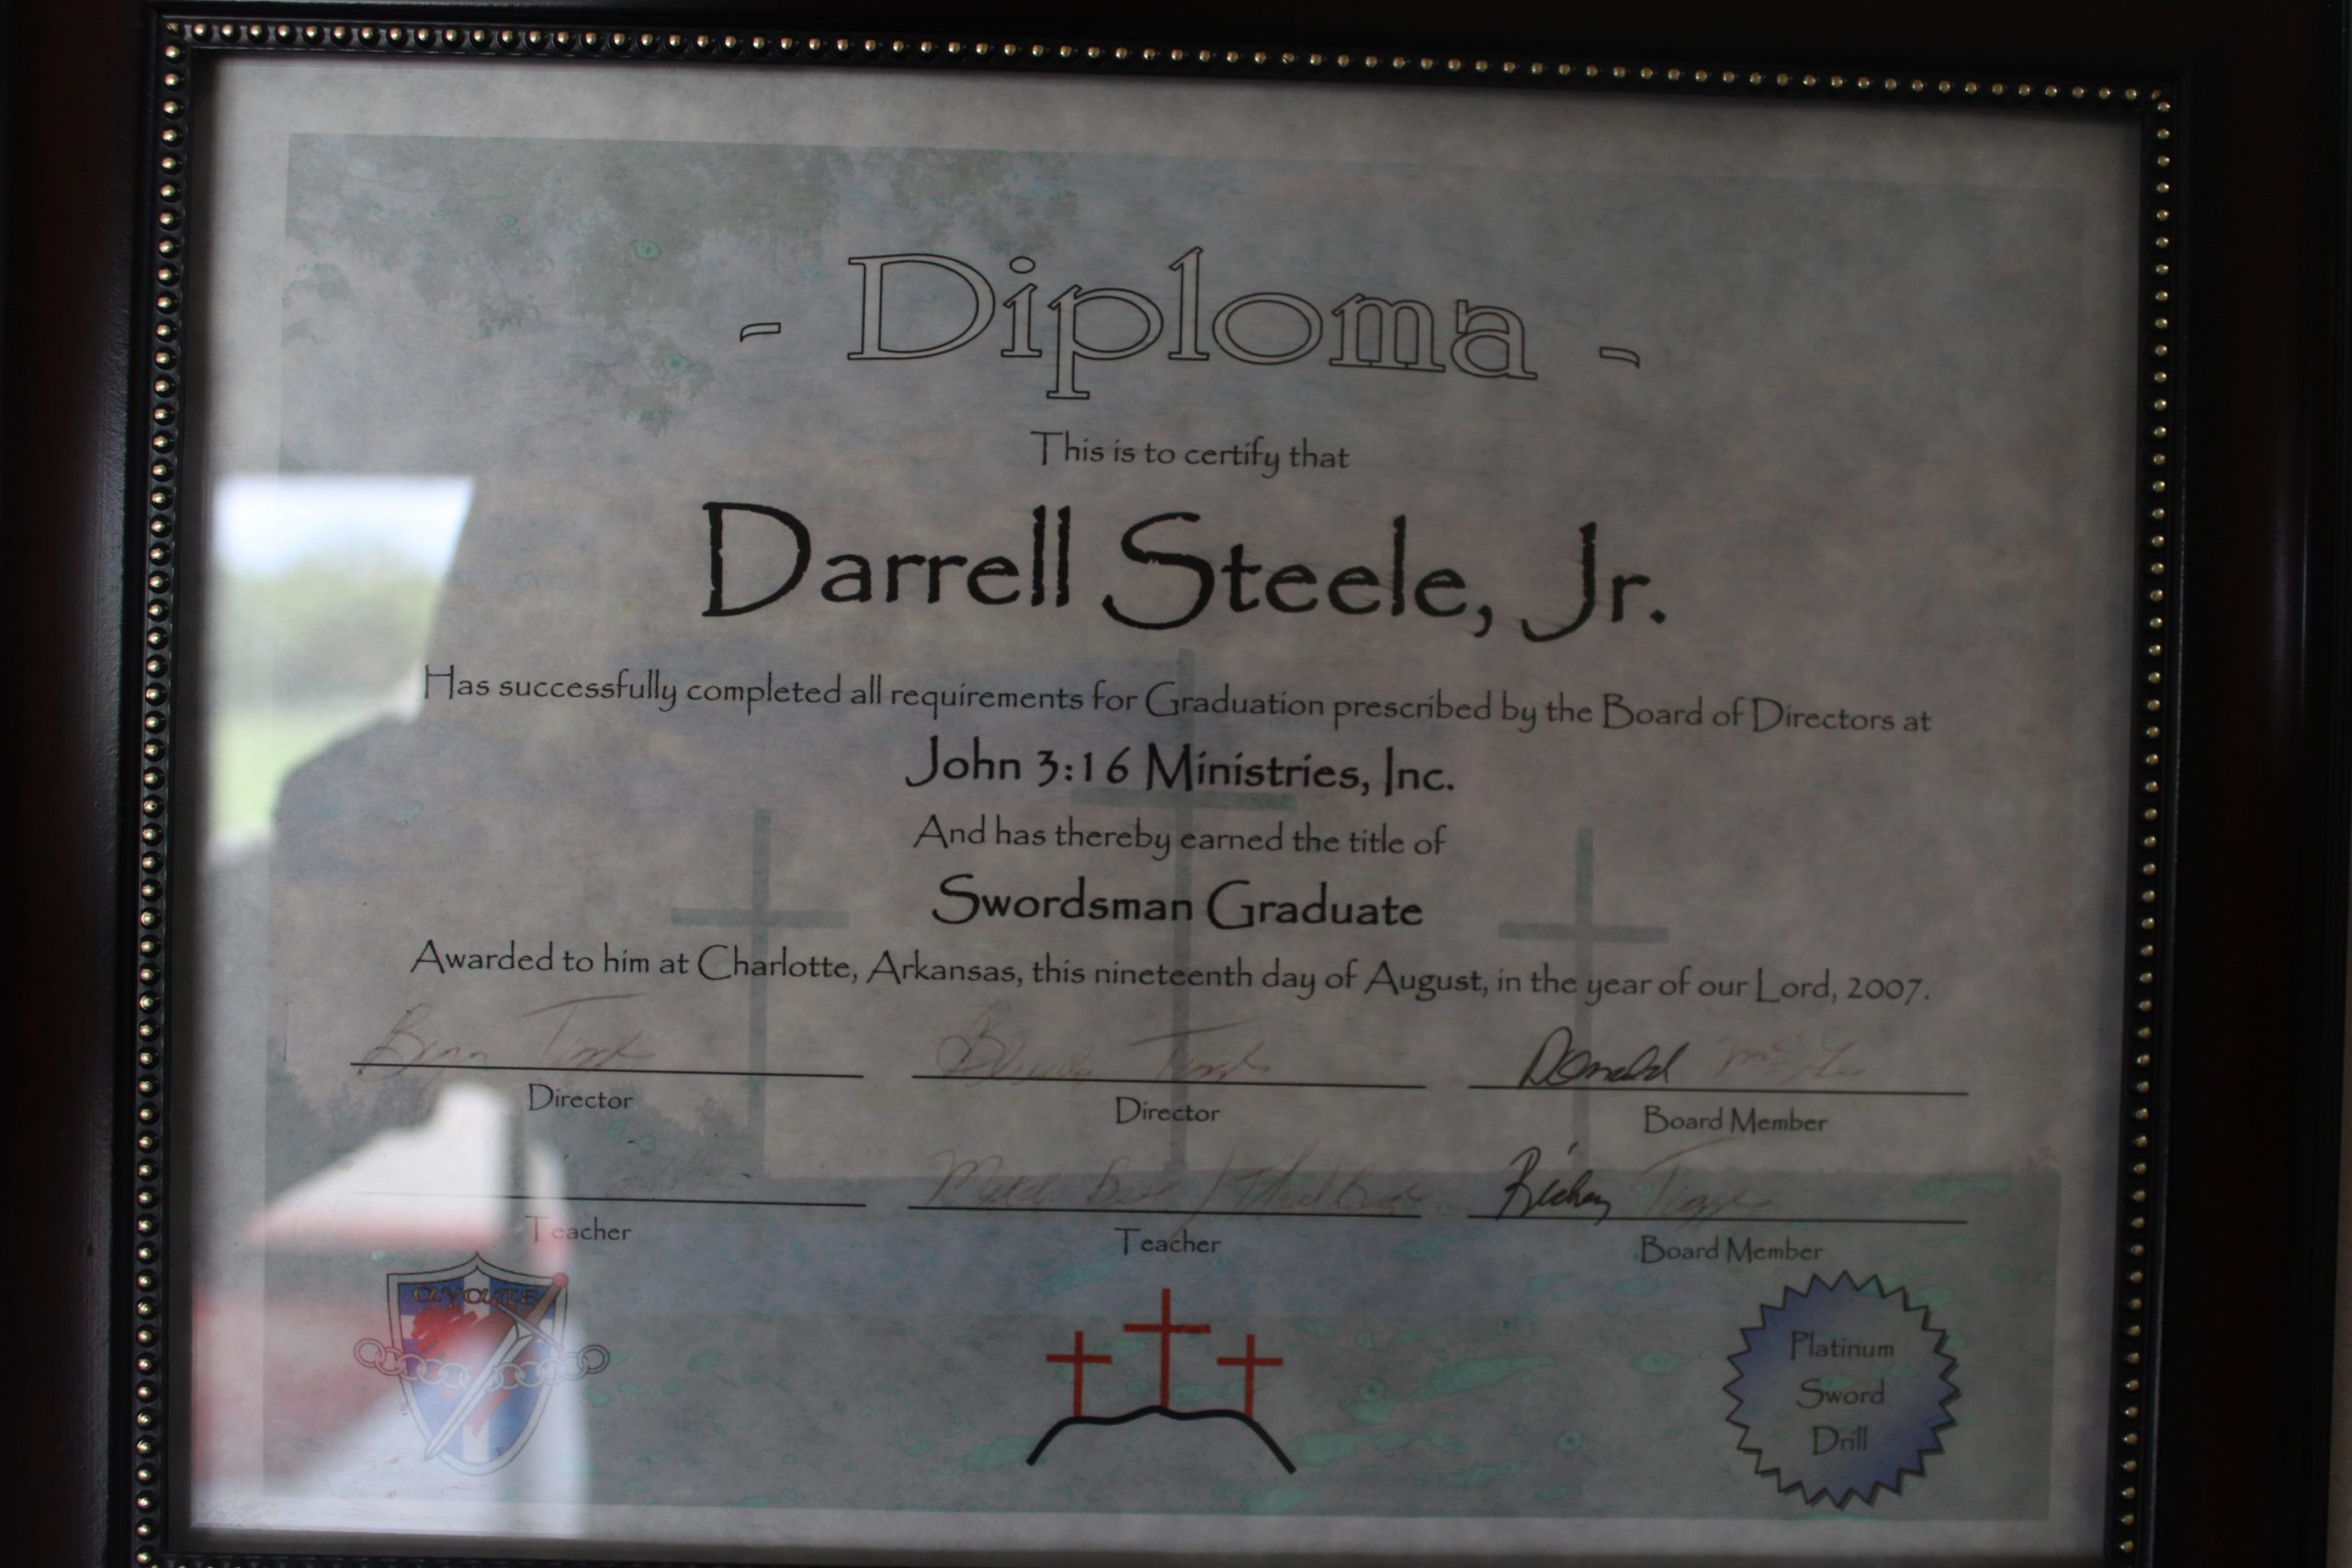 - Diploma -
This is to certify that
Darrell Steele, Jr.
Has successfully completed all requirements for Graduation prescribed by the Board of Directors at
John 3:16 Ministries, Inc.
And has thereby earned the title of
Swordsman Graduate
Awarded to him at Charlotte, Arkansas, this nineteenth day of August, in the year of our Lord, 2007.
Donald
Director
Director
Board Member
Teacher
Teacher
Board Member
Platinum
Sword
Drill